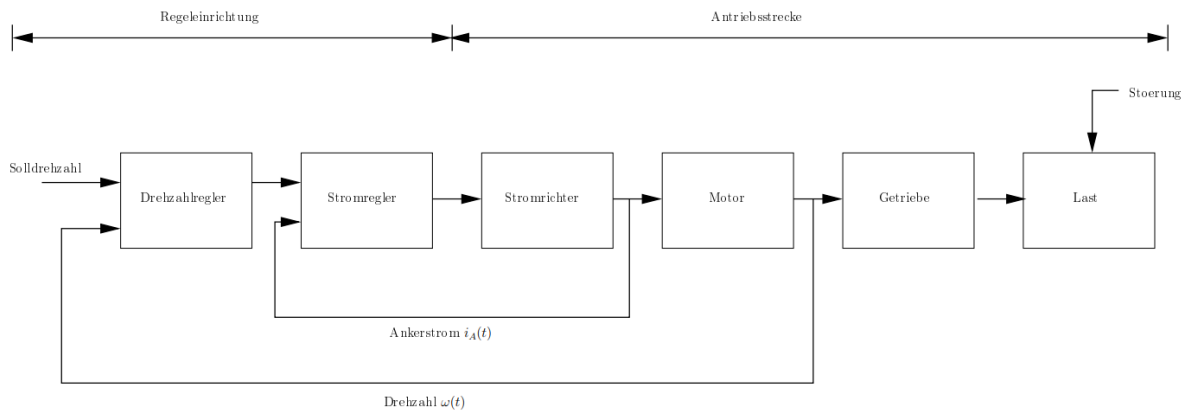 Regeleinrichtung
Antriebsstrecke
Stoerung
Solldrehzahl
Drehzahlregler
Stromregler
Stromrichter
Motor
Getriebe
Last
Ankerstrom i_A(t)
Drehzahl ω(t)